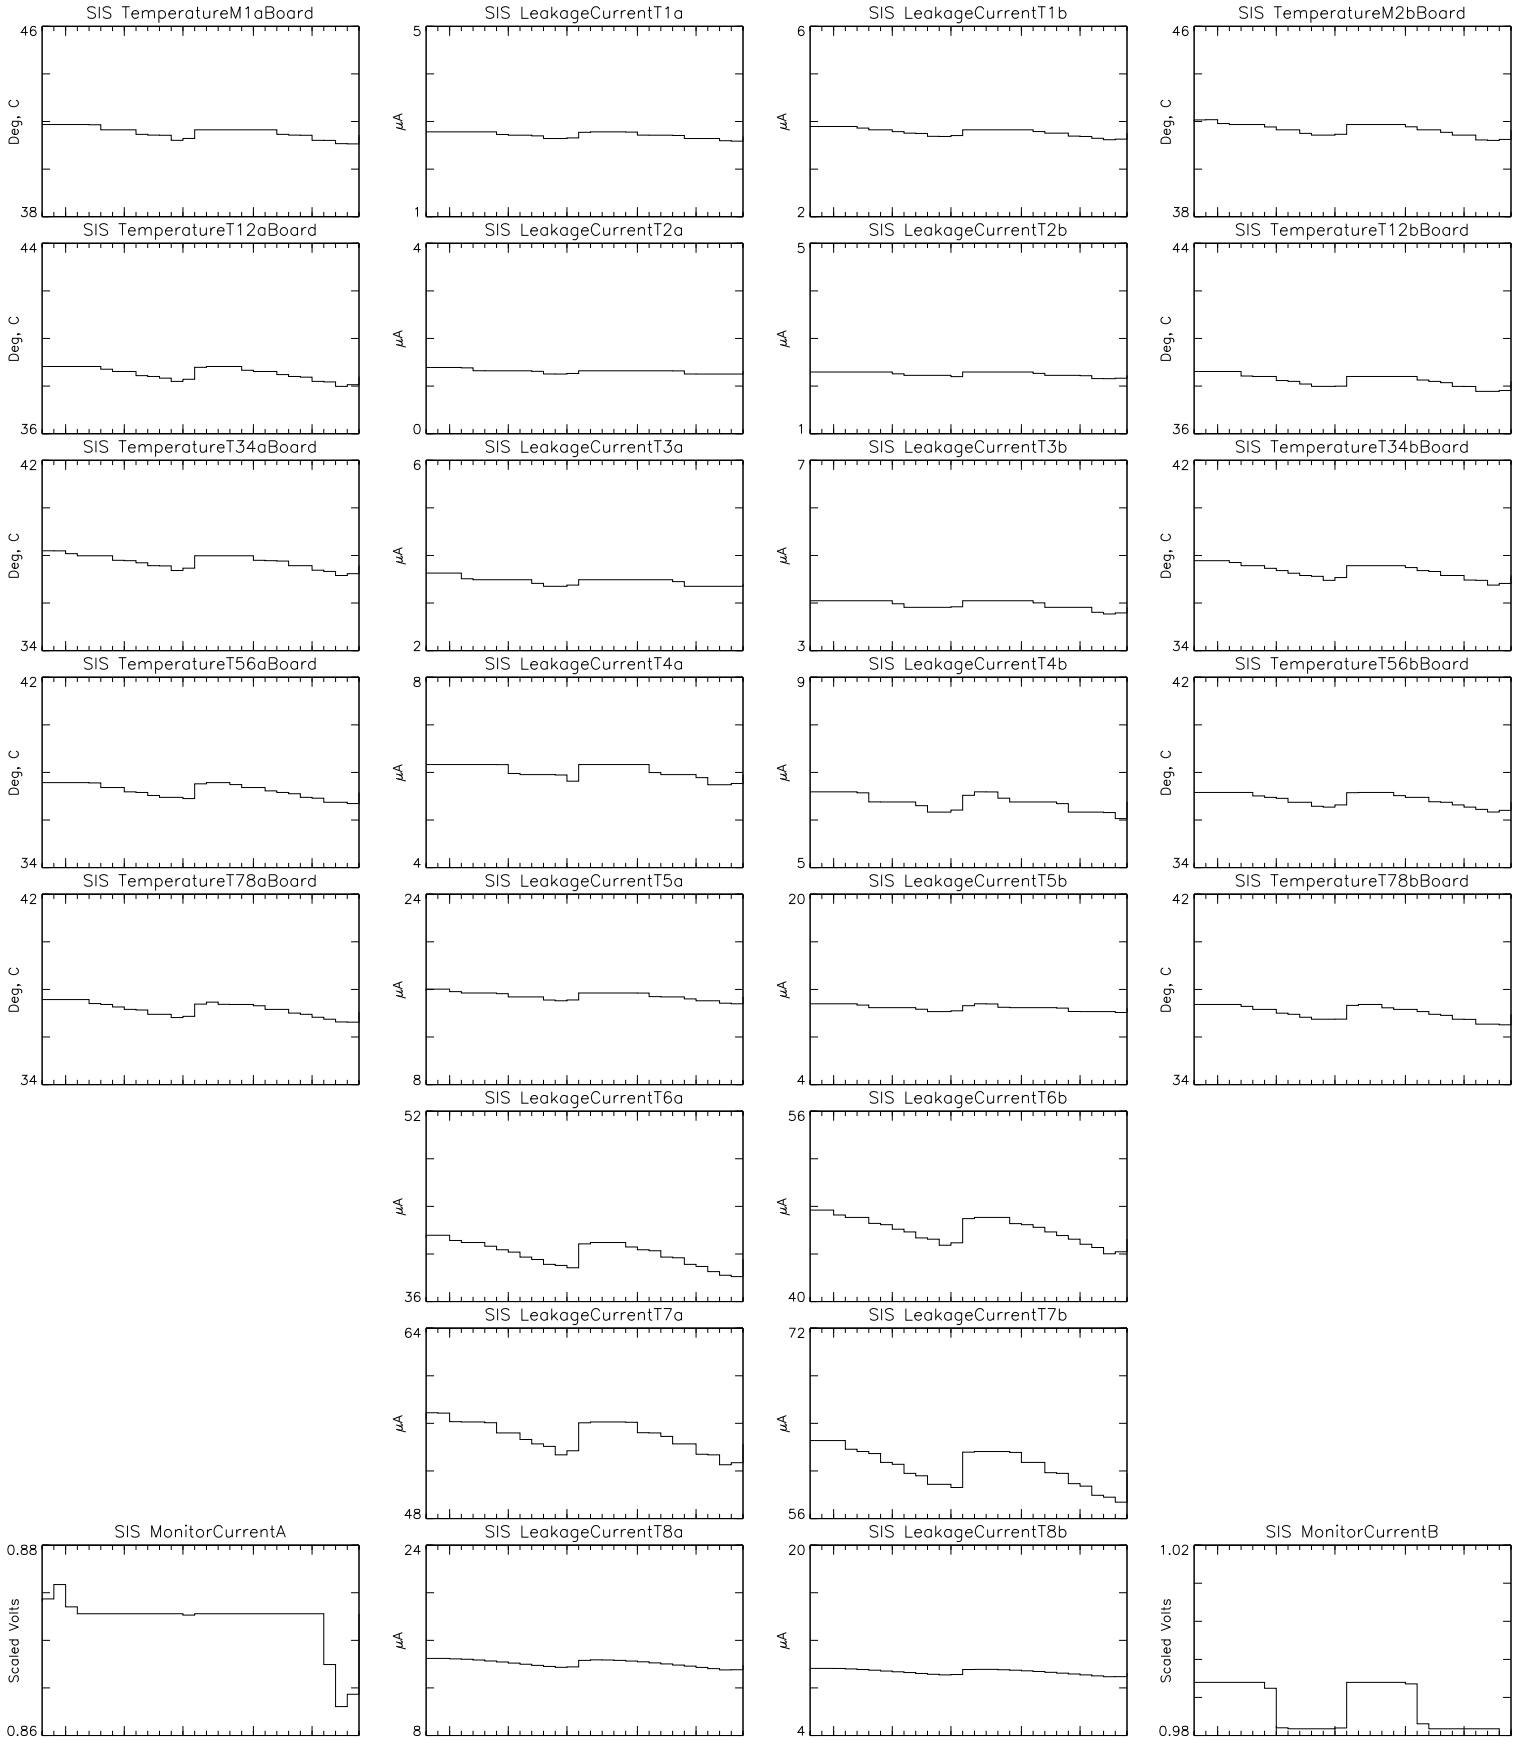 SIS TemperatureM1aBoard
46
Deg, C
38
SIS LeakageCurrentT1a
5
μA
1
SIS LeakageCurrentT1b
6
μA
2
SIS TemperatureM2bBoard
46
Deg, C
38
SIS TemperatureT12aBoard
44
Deg, C
36
SIS LeakageCurrentT2a
4
μA
0
SIS LeakageCurrentT2b
5
μA
1
SIS TemperatureT12bBoard
44
Deg, C
36
SIS TemperatureT34aBoard
42
Deg, C
34
SIS LeakageCurrentT3a
6
μA
2
SIS LeakageCurrentT3b
7
μA
3
SIS TemperatureT34bBoard
42
Deg, C
34
SIS TemperatureT56aBoard
42
Deg, C
34
SIS LeakageCurrentT4a
8
μA
4
SIS LeakageCurrentT4b
9
μA
5
SIS TemperatureT56bBoard
42
Deg, C
34
SIS TemperatureT78aBoard
42
Deg, C
34
SIS LeakageCurrentT5a
24
μA
8
SIS LeakageCurrentT5b
20
μA
4
SIS TemperatureT78bBoard
42
Deg, C
34
SIS LeakageCurrentT6a
52
μA
36
SIS LeakageCurrentT6b
56
μA
40
SIS LeakageCurrentT7a
64
μA
48
SIS LeakageCurrentT7b
72
μA
56
SIS MonitorCurrentA
0.88
Scaled Volts
0.86
SIS LeakageCurrentT8a
24
μA
8
SIS LeakageCurrentT8b
20
μA
4
SIS MonitorCurrentB
1.02
Scaled Volts
0.98